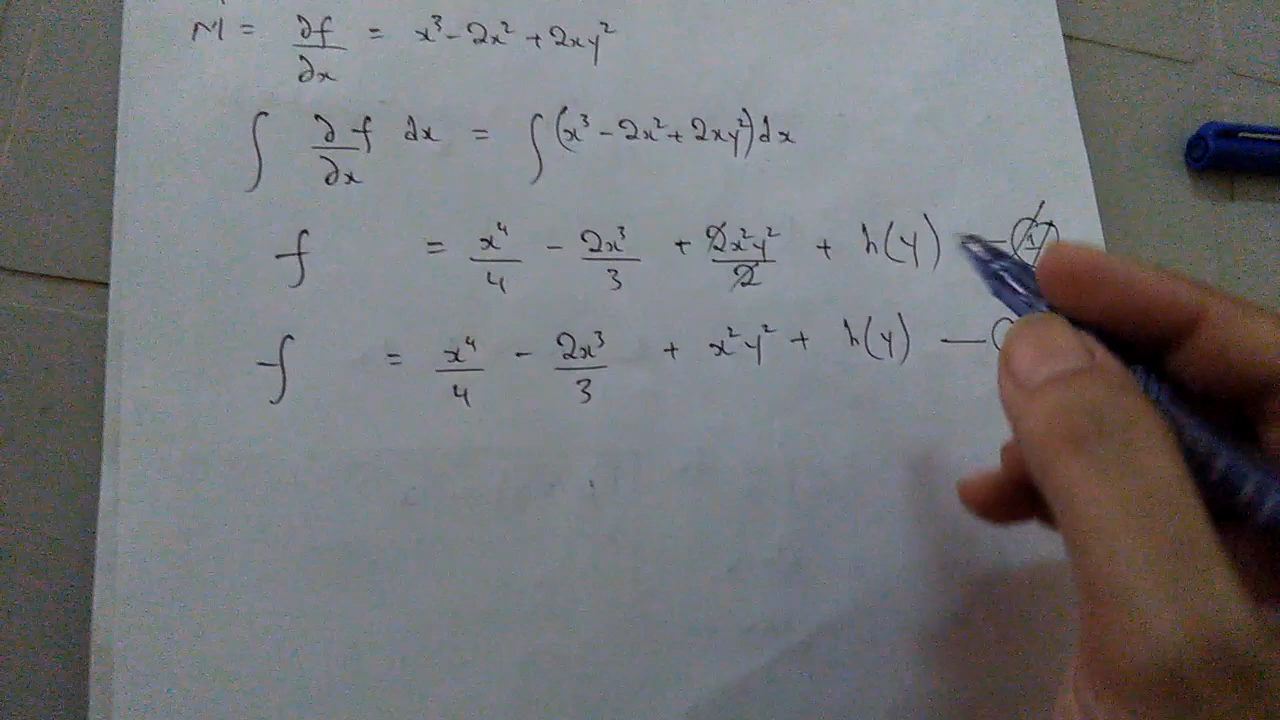 M = ∂f/∂x = x³ - 2x² + 2xy²
∫ ∂f/∂x dx = ∫ (x³ - 2x² + 2xy²) dx
f = x⁴/4 - 2x³/3 + 2x²y²/2 + h(y) —
f = x⁴/4 - 2x³/3 + x²y² + h(y) —